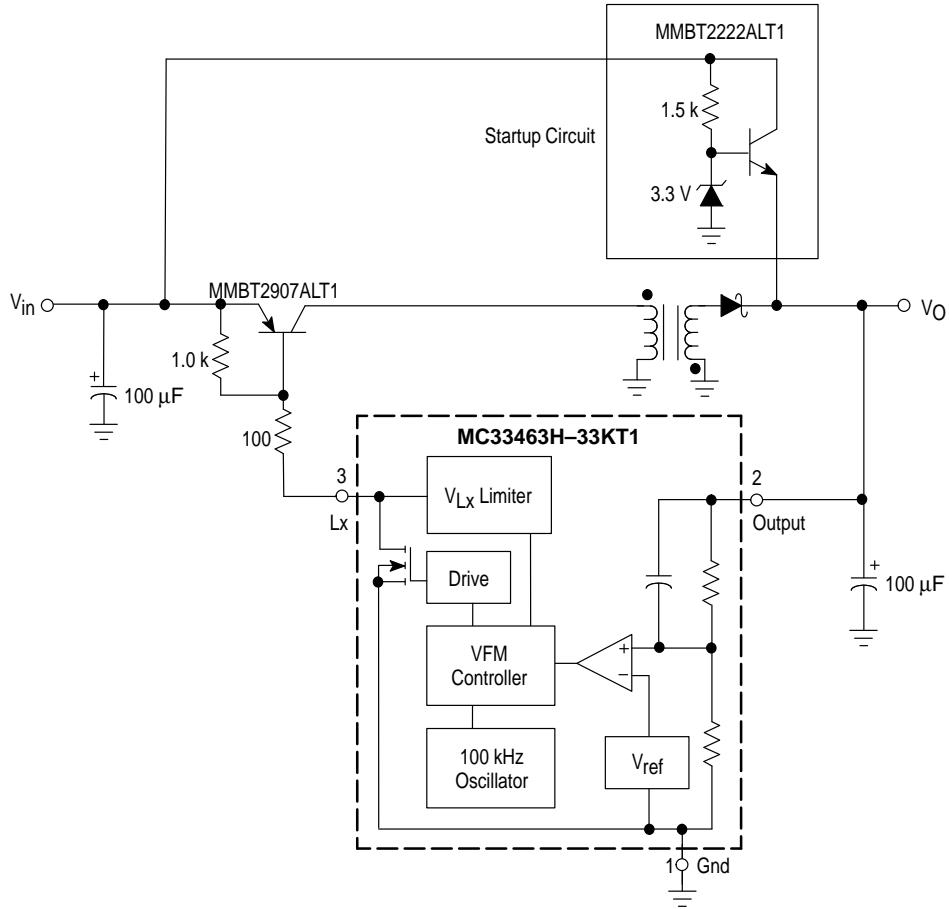 MMBT2222ALT1
1.5 k
Startup Circuit
3.3 V
Vin
MMBT2907ALT1
VO
1.0 k
+
100 μF
100
MC33463H–33KT1
3
Lx
VLx Limiter
2
Output
Drive
+
100 μF
VFM
Controller
+
−
100 kHz
Oscillator
Vref
1
Gnd